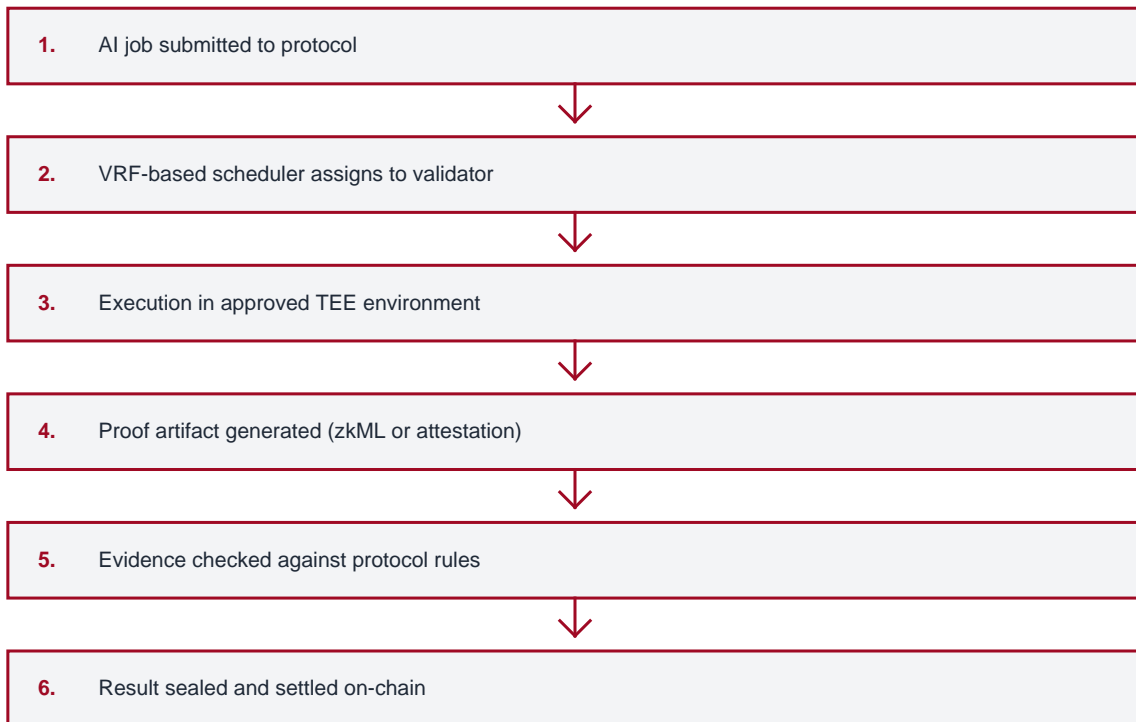 1. AI job submitted to protocol
2. VRF-based scheduler assigns to validator
3. Execution in approved TEE environment
4. Proof artifact generated (zkML or attestation)
5. Evidence checked against protocol rules
6. Result sealed and settled on-chain